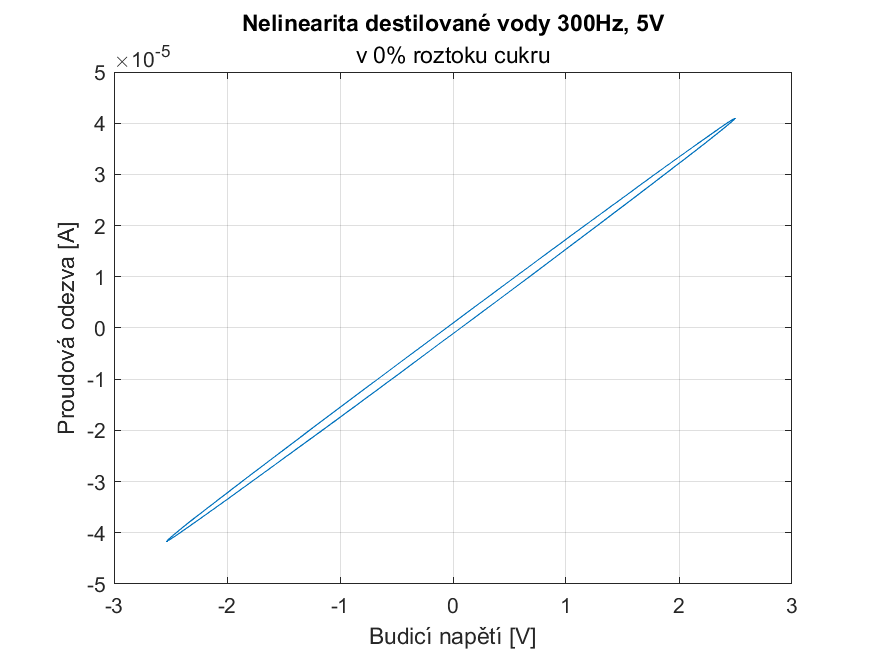 Nelinearita destilované vody 300Hz, 5V
v 0% roztoku cukru
×10^-5
5
4
3
2
1
0
-1
-2
-3
-4
-5
Proudová odezva [A]
-3 -2 -1 0 1 2 3
Budicí napětí [V]